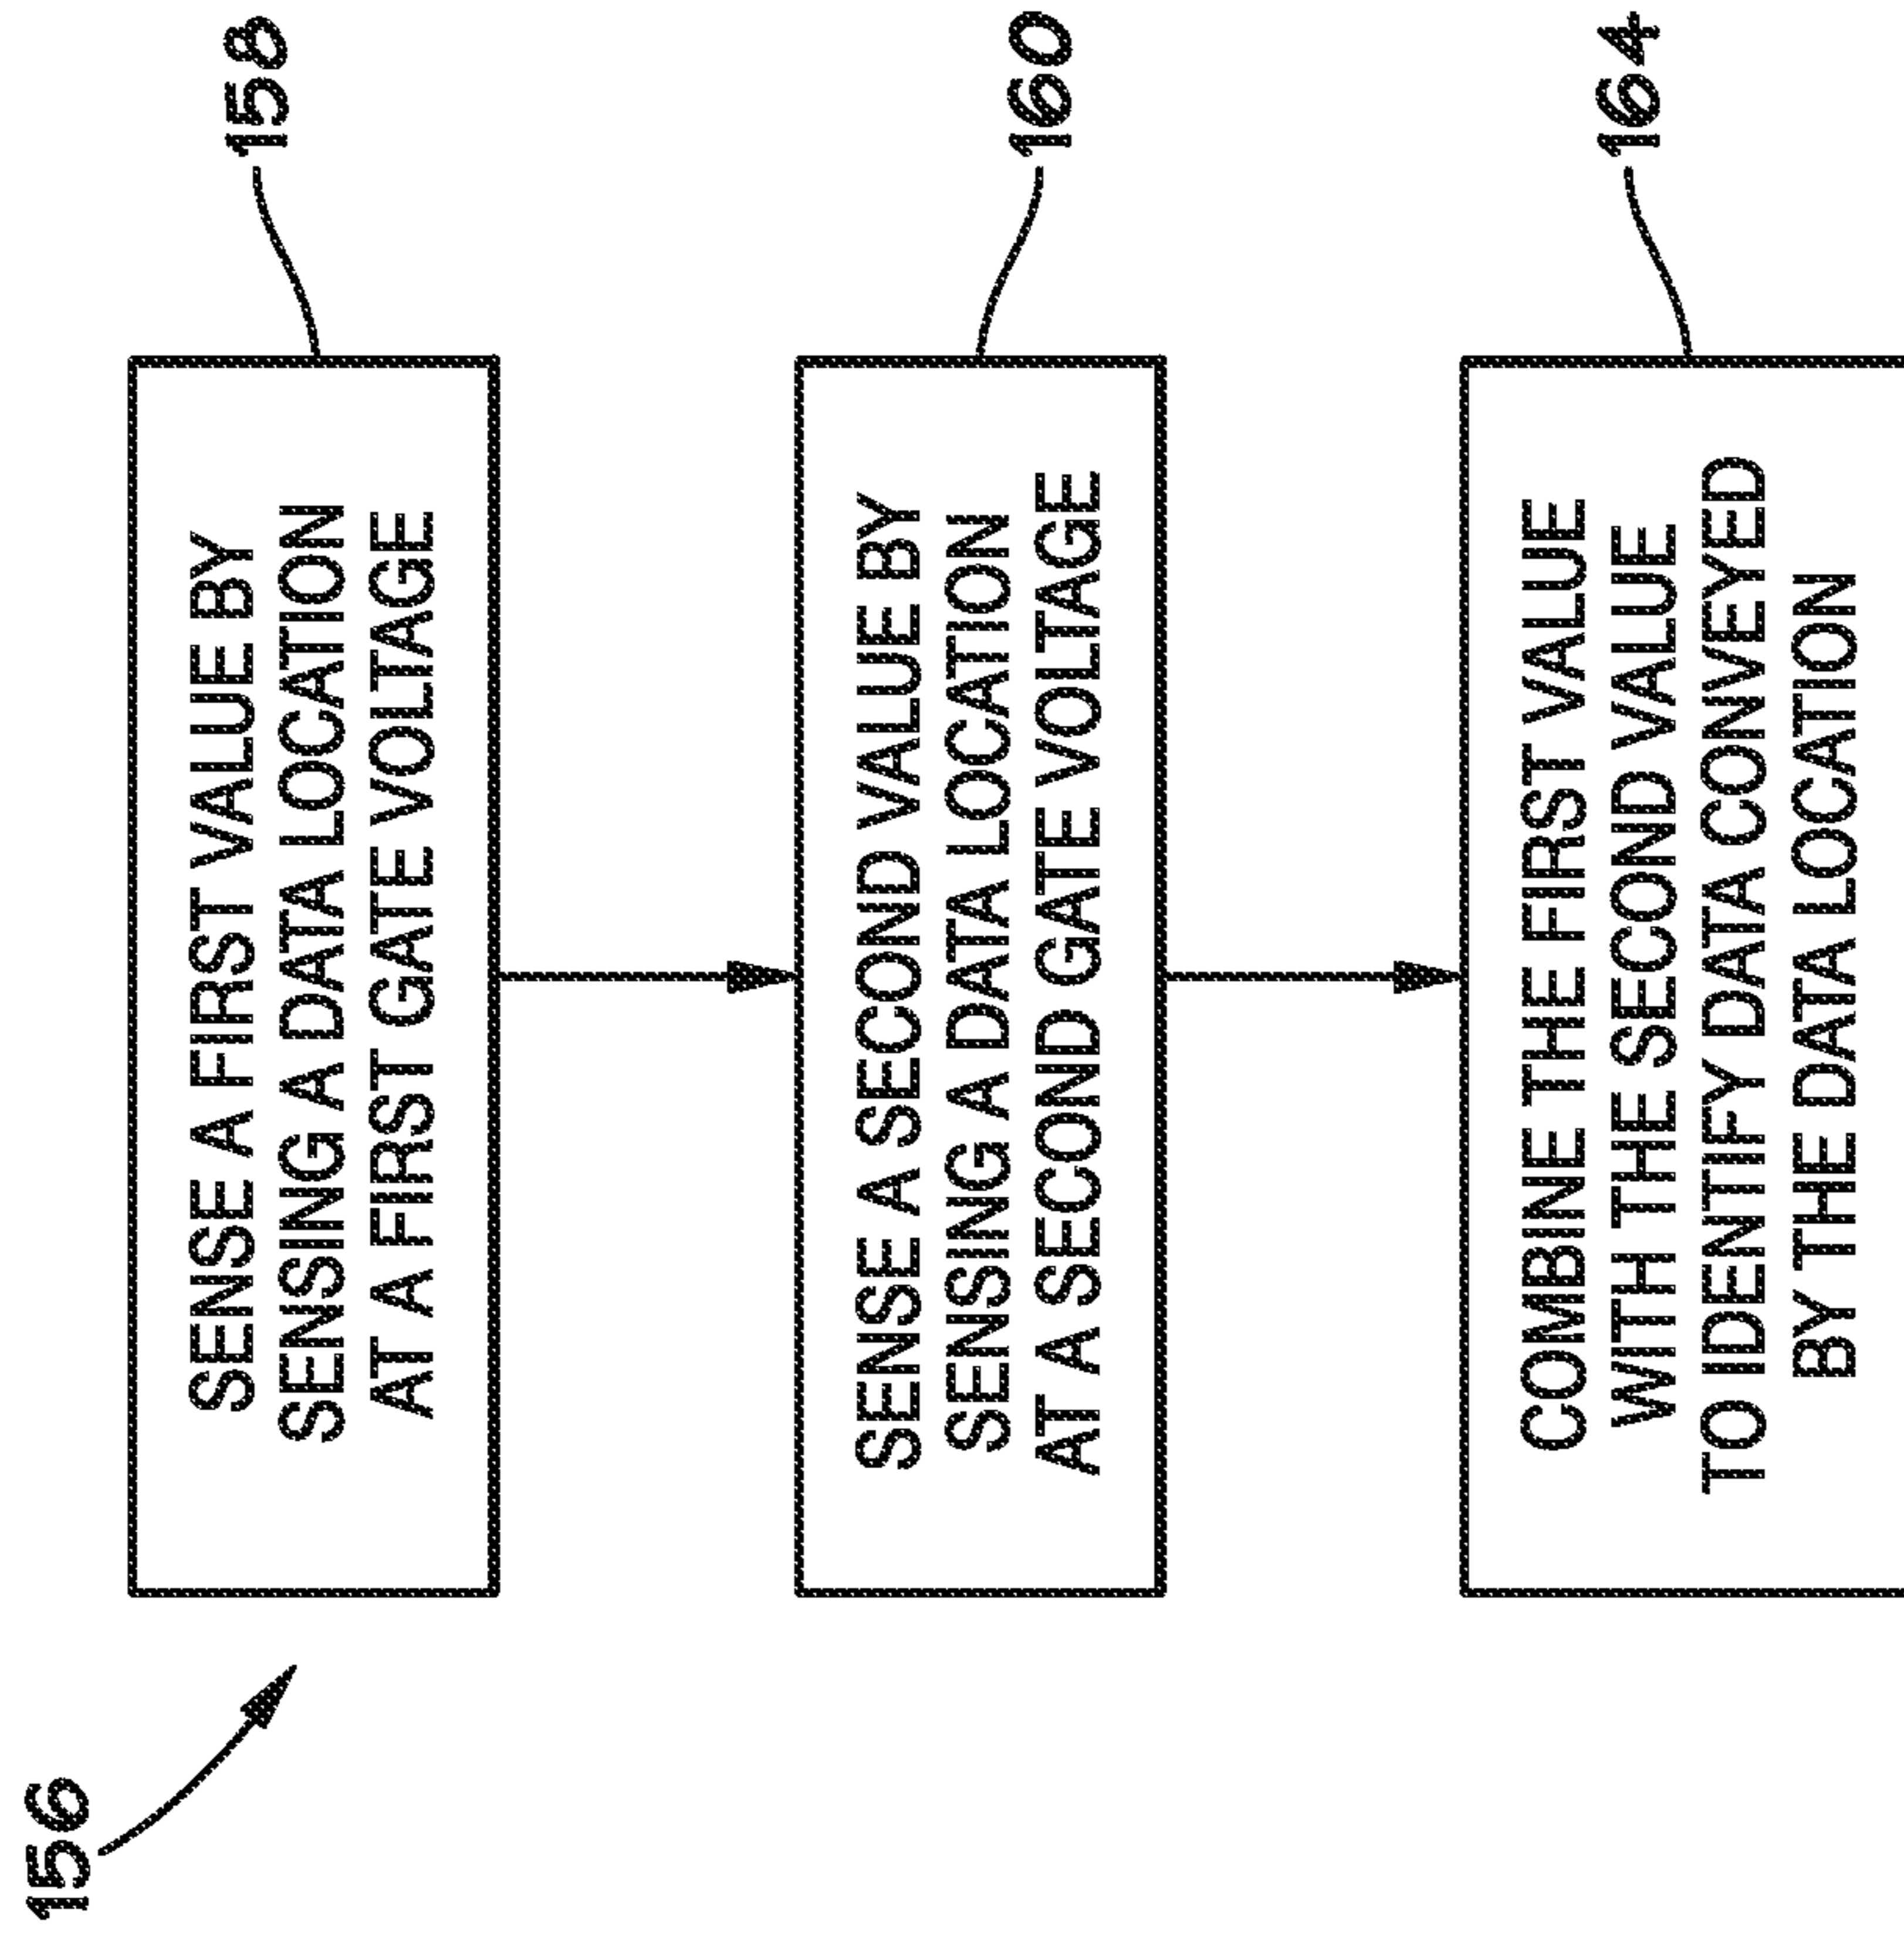 156
SENSE A FIRST VALUE BY
SENSING A DATA LOCATION
AT A FIRST GATE VOLTAGE
158
SENSE A SECOND VALUE BY
SENSING A DATA LOCATION
AT A SECOND GATE VOLTAGE
160
COMBINE THE FIRST VALUE
WITH THE SECOND VALUE
TO IDENTIFY DATA CONVEYED
BY THE DATA LOCATION
164